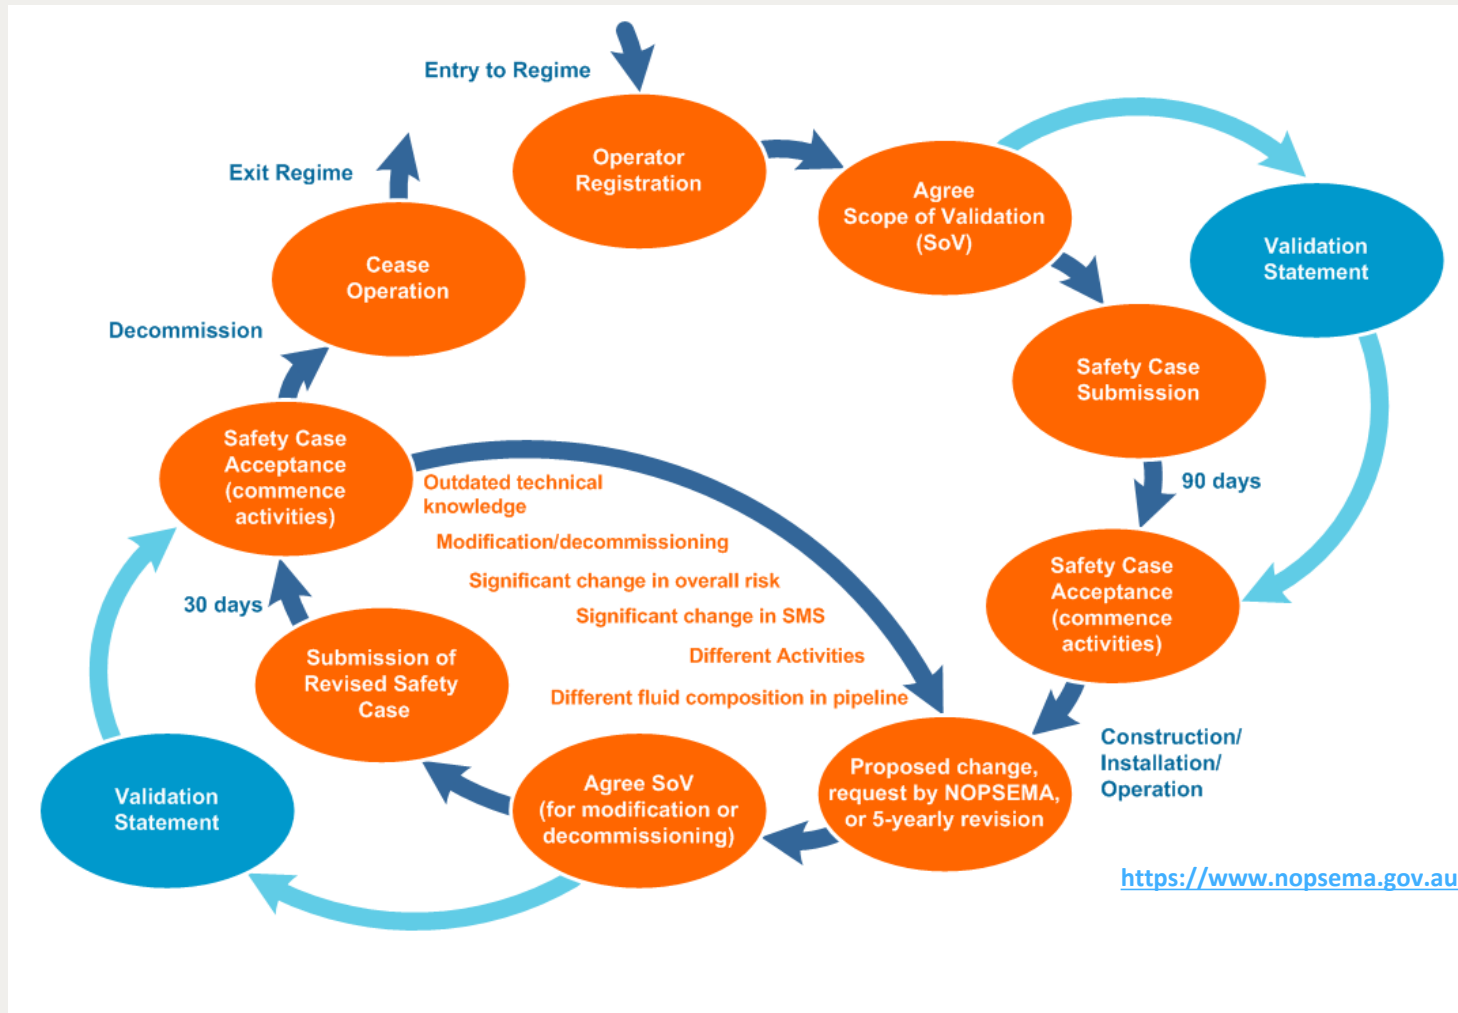 Entry to Regime
Operator
Registration
Agree
Scope of Validation
(SoV)
Validation
Statement
Safety Case
Submission
90 days
Safety Case
Acceptance
(commence
activities)
Construction/
Installation/
Operation
Proposed change,
request by NOPSEMA,
or 5-yearly revision
Agree SoV
(for modification or
decommissioning)
Validation
Statement
Submission of
Revised Safety
Case
30 days
Safety Case
Acceptance
(commence
activities)
Outdated technical
knowledge
Modification/decommissioning
Significant change in overall risk
Significant change in SMS
Different Activities
Different fluid composition in pipeline
Decommission
Cease
Operation
Exit Regime
https://www.nopsema.gov.au